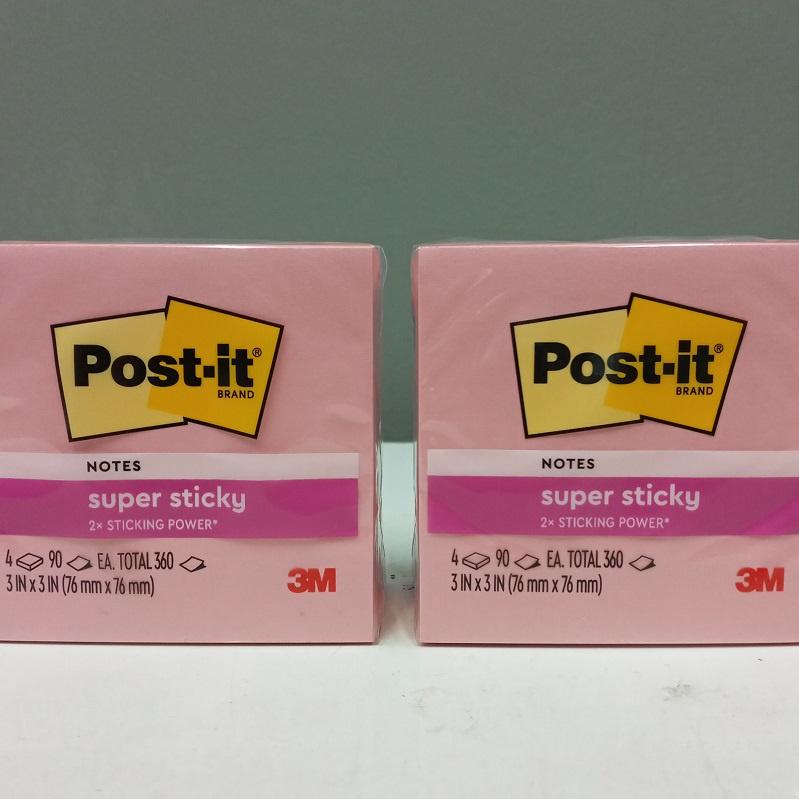 Post-it®
BRAND
NOTES
super sticky
2× STICKING POWER*
4 90 EA. TOTAL 360
3 IN x 3 IN (76 mm x 76 mm)
3M
Post-it®
BRAND
NOTES
super sticky
2× STICKING POWER*
4 90 EA. TOTAL 360
3 IN x 3 IN (76 mm x 76 mm)
3M